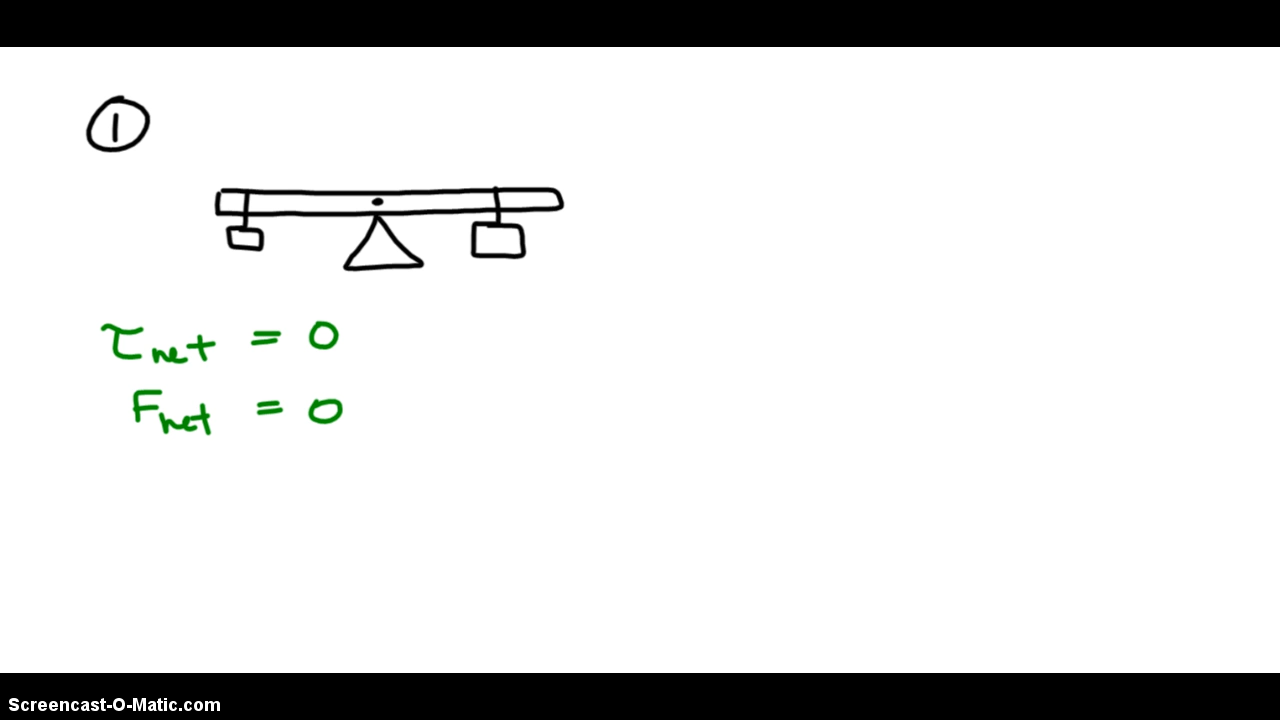 1
τnet = 0
Fnet = 0
Screencast-O-Matic.com